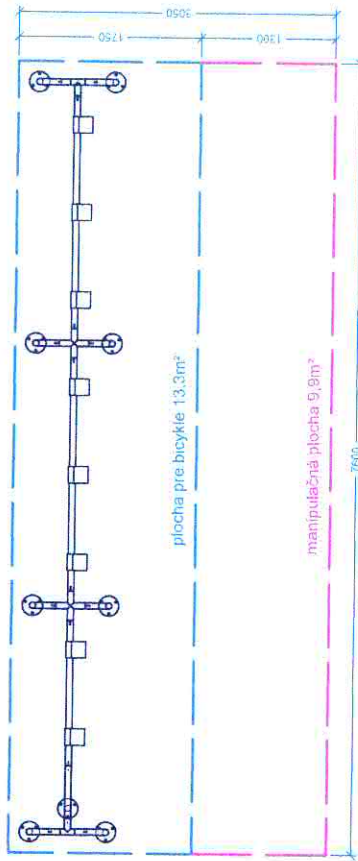 3050
1750
1300
plocha pre bicykle 13,3m²
manipulačná plocha 9,9m²
7600